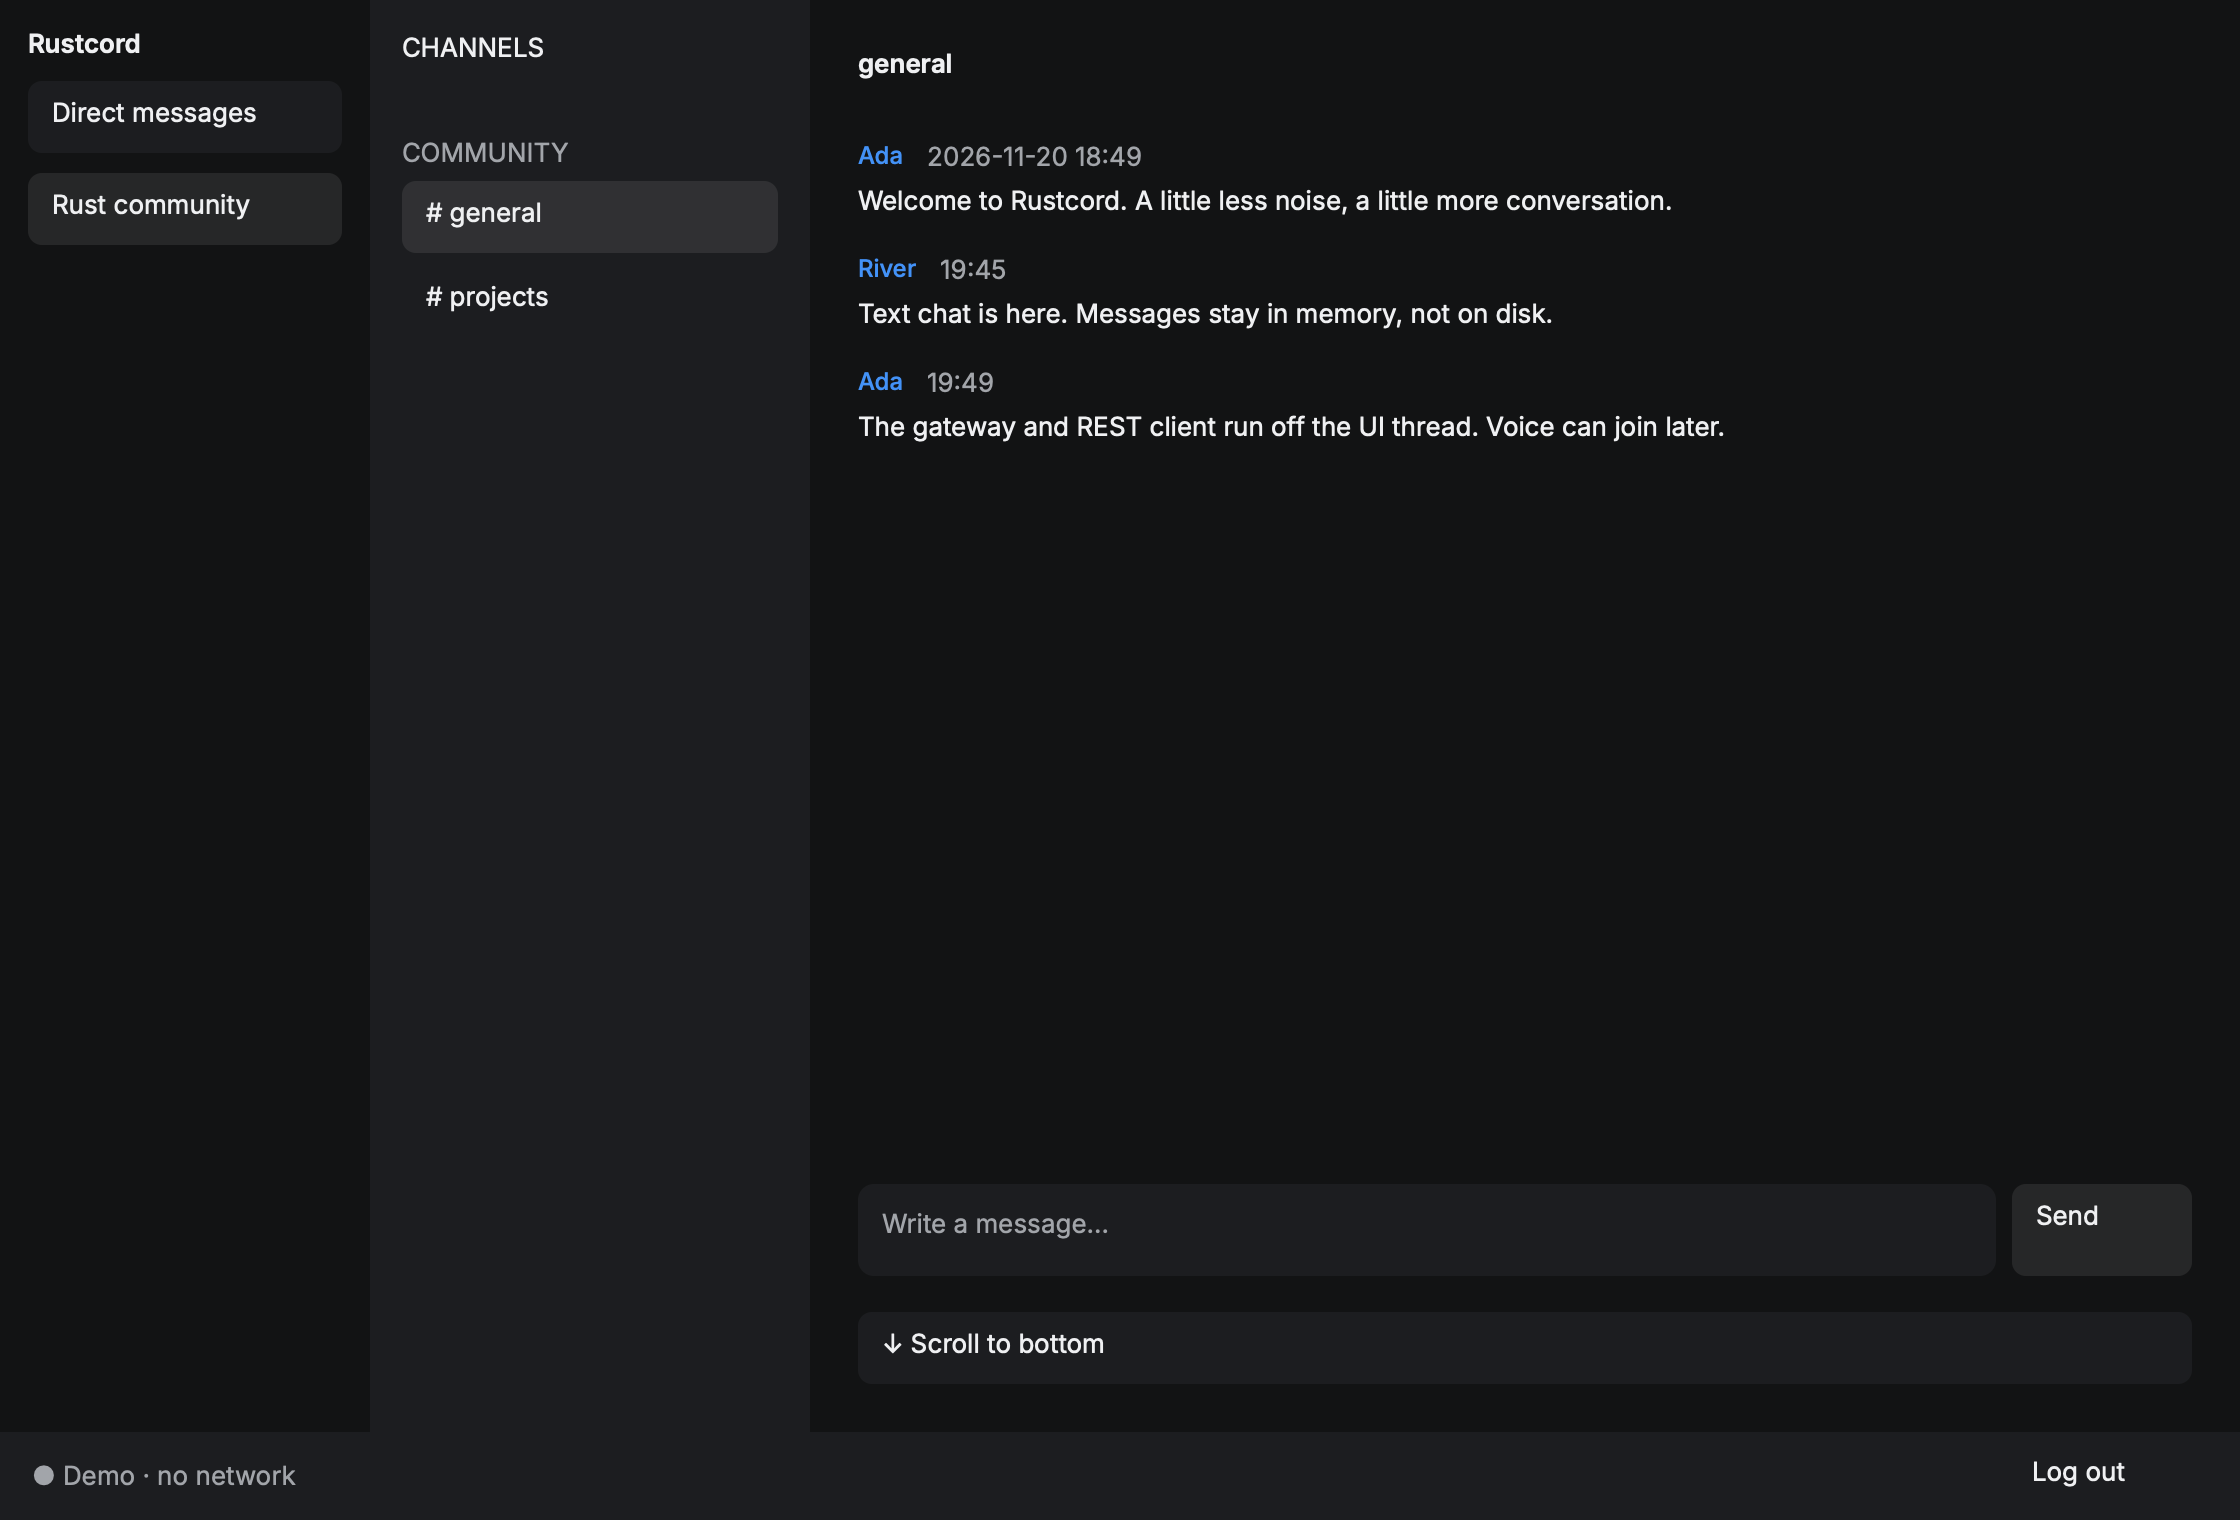 Rustcord
Direct messages
Rust community
CHANNELS
COMMUNITY
# general
# projects
general
Ada 2026-11-20 18:49
Welcome to Rustcord. A little less noise, a little more conversation.
River 19:45
Text chat is here. Messages stay in memory, not on disk.
Ada 19:49
The gateway and REST client run off the UI thread. Voice can join later.
Write a message...
Send
↓ Scroll to bottom
Demo · no network
Log out